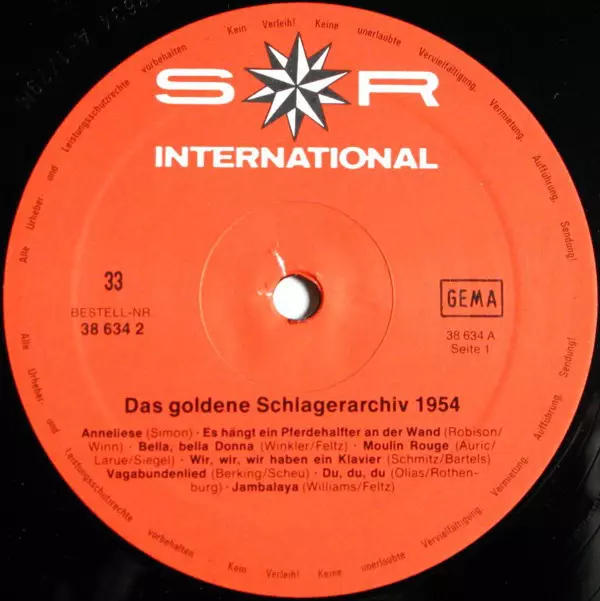 Alle Urheber- und Leistungsschutzrechte vorbehalten Kein Verleih! Keine unerlaubte Vervielfältigung, Vermietung, Aufführung, Sendung!
S R
INTERNATIONAL
33
BESTELL-NR.
38 634 2
GEMA
38 634 A
Seite 1
Das goldene Schlagerarchiv 1954
Anneliese (Simon) · Es hängt ein Pferdehalfter an der Wand (Robison/
Winn) · Bella, bella Donna (Winkler/Feltz) · Moulin Rouge (Auric/
Larue/Siegel) · Wir, wir, wir haben ein Klavier (Schmitz/Bartels)
Vagabundenlied (Berking/Scheu) · Du, du, du (Olias/Rothen-
burg) · Jambalaya (Williams/Feltz)
Alle Urheber- und Leistungsschutzrechte vorbehalten Kein Verleih! Keine unerlaubte Vervielfältigung, Vermietung, Aufführung, Sendung!